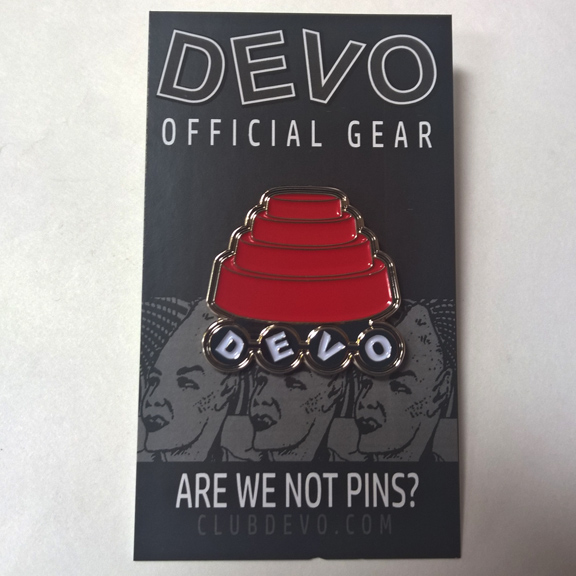 DEVO
OFFICIAL GEAR
DEVO
ARE WE NOT PINS?
CLUBDEVO.COM